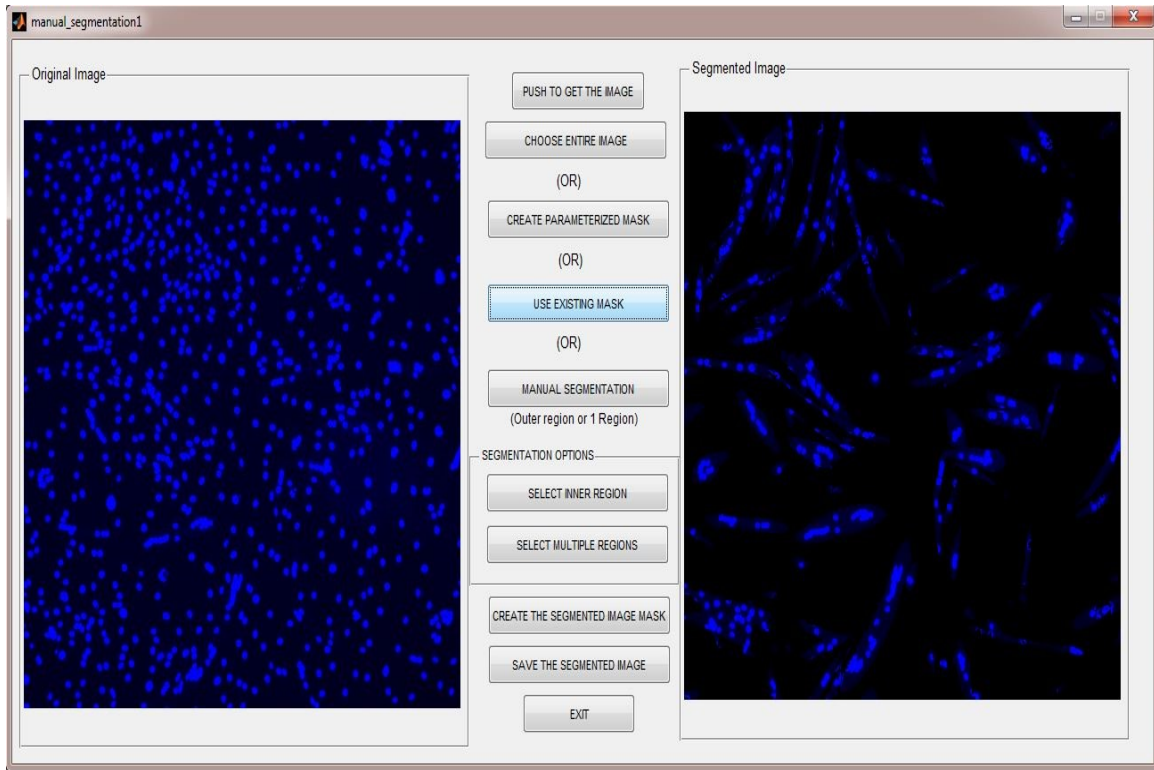 manual_segmentation1
X
Original Image
PUSH TO GET THE IMAGE
CHOOSE ENTIRE IMAGE
(OR)
CREATE PARAMETERIZED MASK
(OR)
USE EXISTING MASK
(OR)
MANUAL SEGMENTATION
(Outer region or 1 Region)
SEGMENTATION OPTIONS
SELECT INNER REGION
SELECT MULTIPLE REGIONS
CREATE THE SEGMENTED IMAGE MASK
SAVE THE SEGMENTED IMAGE
EXIT
Segmented Image